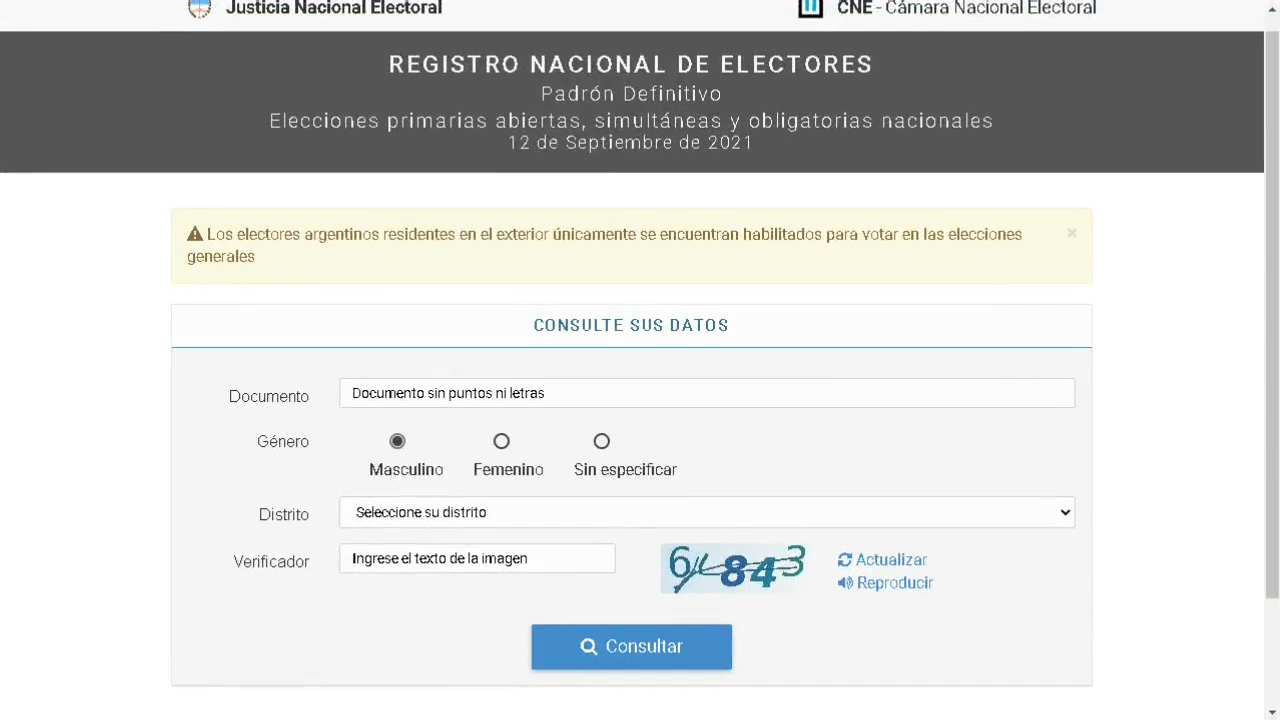 Justicia Nacional Electoral
CNE - Cámara Nacional Electoral
REGISTRO NACIONAL DE ELECTORES
Padrón Definitivo
Elecciones primarias abiertas, simultáneas y obligatorias nacionales
12 de Septiembre de 2021
Los electores argentinos residentes en el exterior únicamente se encuentran habilitados para votar en las elecciones
generales
×
CONSULTE SUS DATOS
Documento
Documento sin puntos ni letras
Género
Masculino
Femenino
Sin especificar
Distrito
Seleccione su distrito
Verificador
Ingrese el texto de la imagen
Actualizar
Reproducir
Consultar